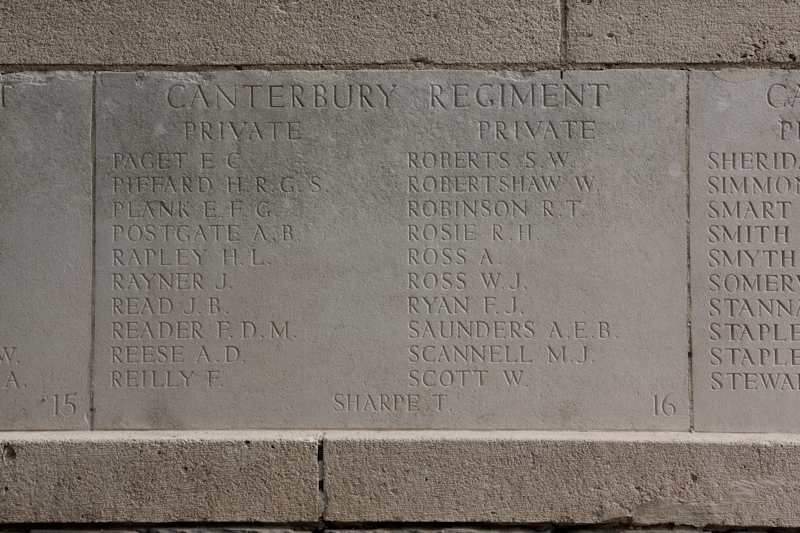 CANTERBURY REGIMENT
PRIVATE
PAGET E. C.
PIFFARD H. R. G. S.
PLANK E. F. G.
POSTGATE A. B.
RAPLEY H. L.
RAYNER J.
READ J. B.
READER F. D. M.
REESE A. D.
REILLY F.
PRIVATE
ROBERTS S. W.
ROBERTSHAW W.
ROBINSON R. T.
ROSIE R. H.
ROSS A.
ROSS W. J.
RYAN F. J.
SAUNDERS A. E. B.
SCANNELL M. J.
SCOTT W.
SHARPE T.
W.
A.
15
16
SMART
SMITH